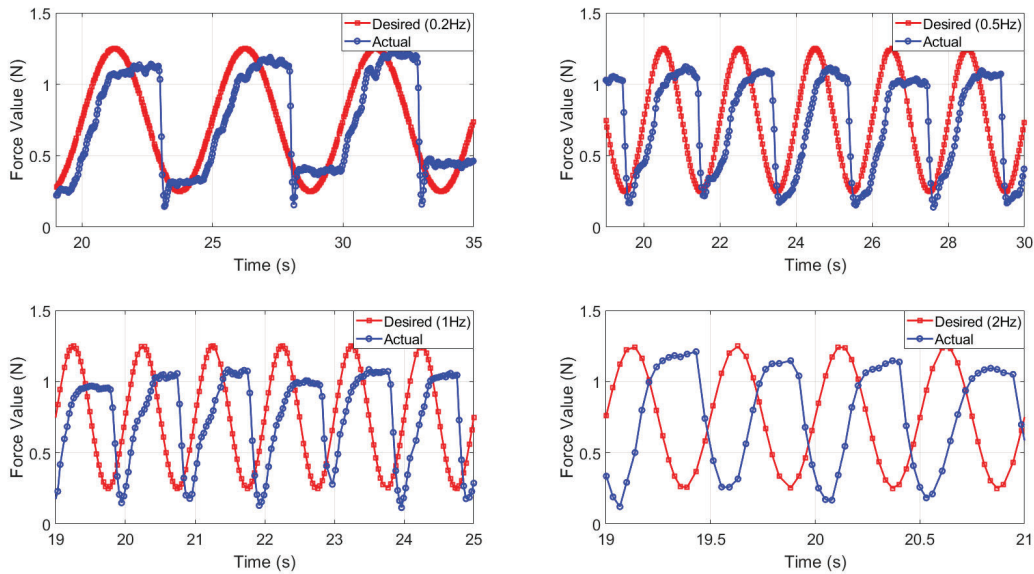 Force Value (N)
1.5
1
0.5
0
20
25
30
35
Time (s)
Desired (0.2Hz)
Actual
Force Value (N)
1.5
1
0.5
0
20
22
24
26
28
30
Time (s)
Desired (0.5Hz)
Actual
Force Value (N)
1.5
1
0.5
0
19
20
21
22
23
24
25
Time (s)
Desired (1Hz)
Actual
Force Value (N)
1.5
1
0.5
0
19
19.5
20
20.5
21
Time (s)
Desired (2Hz)
Actual